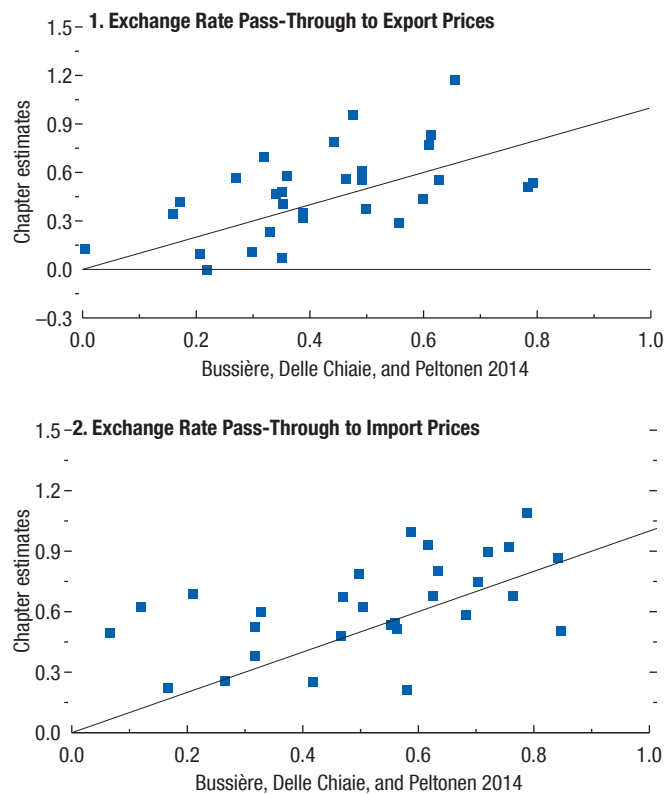 1. Exchange Rate Pass-Through to Export Prices
1.5
1.2
0.9
0.6
0.3
0.0
–0.3
Chapter estimates
0.0 0.2 0.4 0.6 0.8 1.0
Bussière, Delle Chiaie, and Peltonen 2014
2. Exchange Rate Pass-Through to Import Prices
1.5
1.2
0.9
0.6
0.3
0.0
Chapter estimates
0.0 0.2 0.4 0.6 0.8 1.0
Bussière, Delle Chiaie, and Peltonen 2014